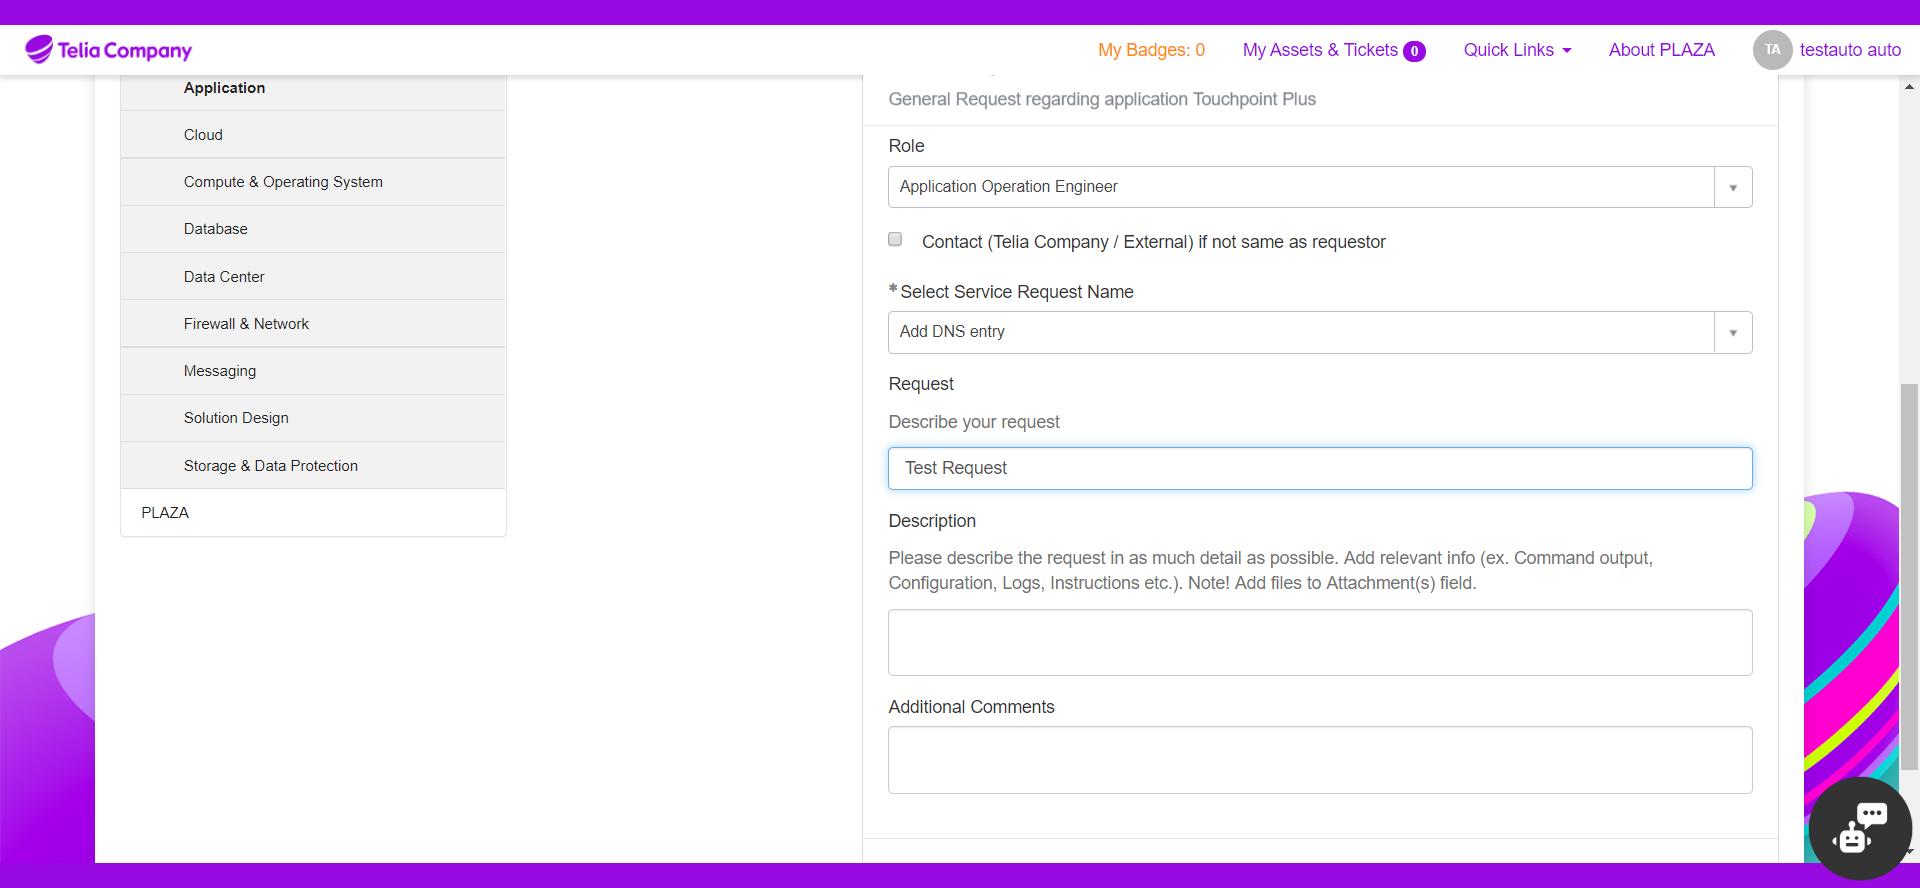 Telia Company
My Badges: 0
My Assets & Tickets 0
Quick Links
About PLAZA
TA
testauto auto
Application
Cloud
Compute & Operating System
Database
Data Center
Firewall & Network
Messaging
Solution Design
Storage & Data Protection
PLAZA
General Request regarding application Touchpoint Plus
Role
Application Operation Engineer
Contact (Telia Company / External) if not same as requestor
* Select Service Request Name
Add DNS entry
Request
Describe your request
Test Request
Description
Please describe the request in as much detail as possible. Add relevant info (ex. Command output,
Configuration, Logs, Instructions etc.). Note! Add files to Attachment(s) field.
Additional Comments